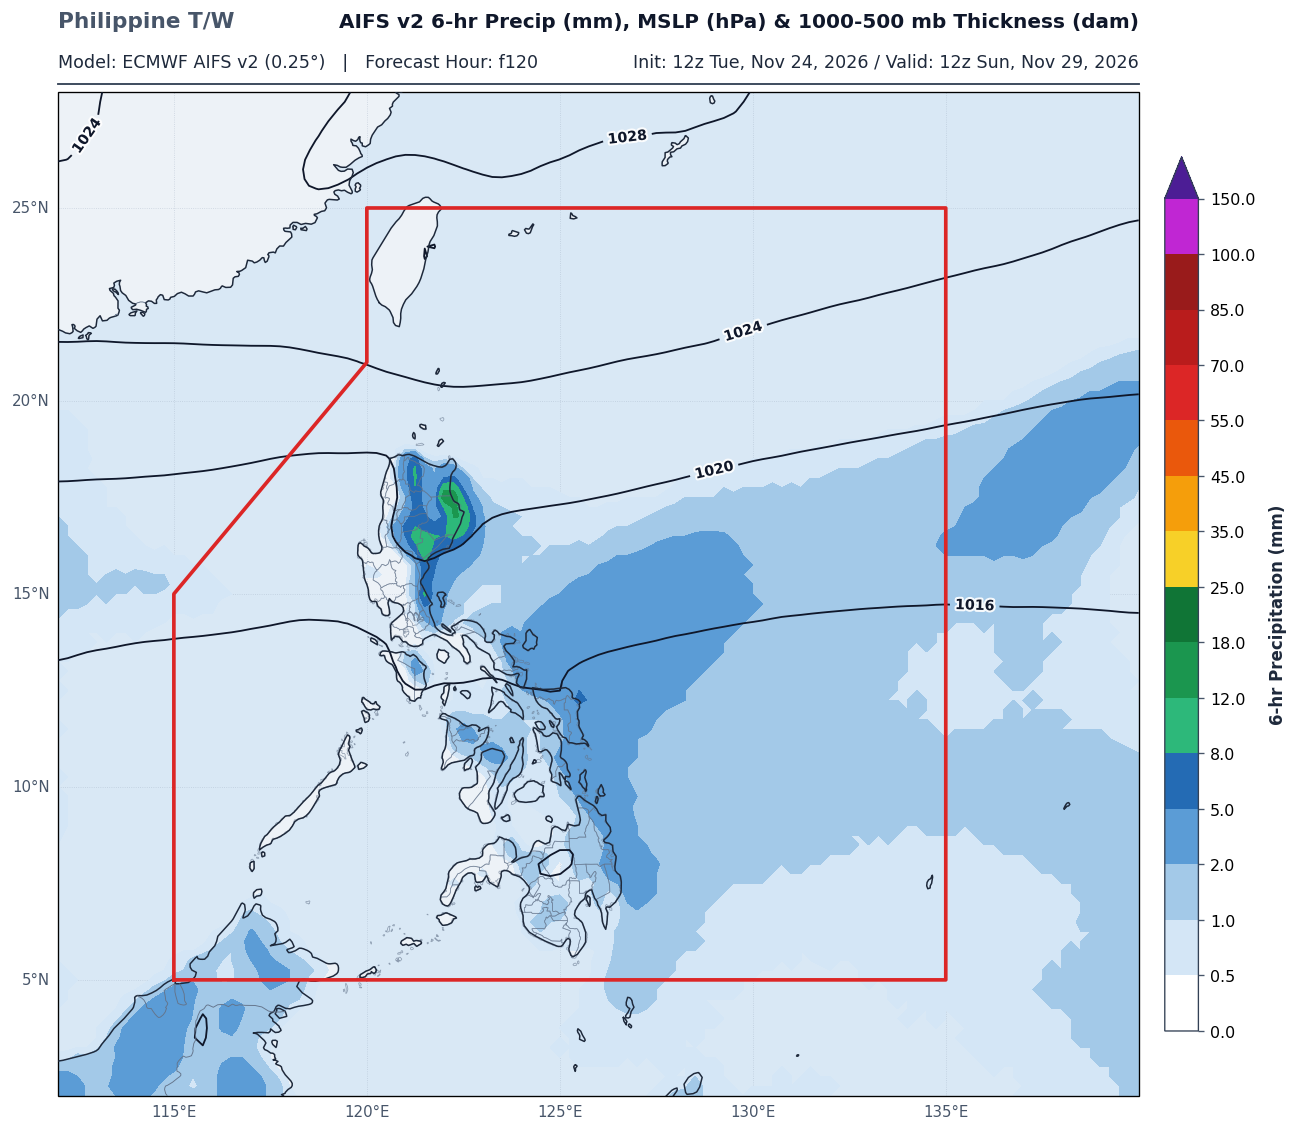 Philippine T/W
AIFS v2 6-hr Precip (mm), MSLP (hPa) & 1000-500 mb Thickness (dam)
Model: ECMWF AIFS v2 (0.25°) | Forecast Hour: f120
Init: 12z Tue, Nov 24, 2026 / Valid: 12z Sun, Nov 29, 2026
1024
1028
1024
1020
1016
25°N
20°N
15°N
10°N
5°N
115°E
120°E
125°E
130°E
135°E
150.0
100.0
85.0
70.0
55.0
45.0
35.0
25.0
18.0
12.0
8.0
5.0
2.0
1.0
0.5
0.0
6-hr Precipitation (mm)